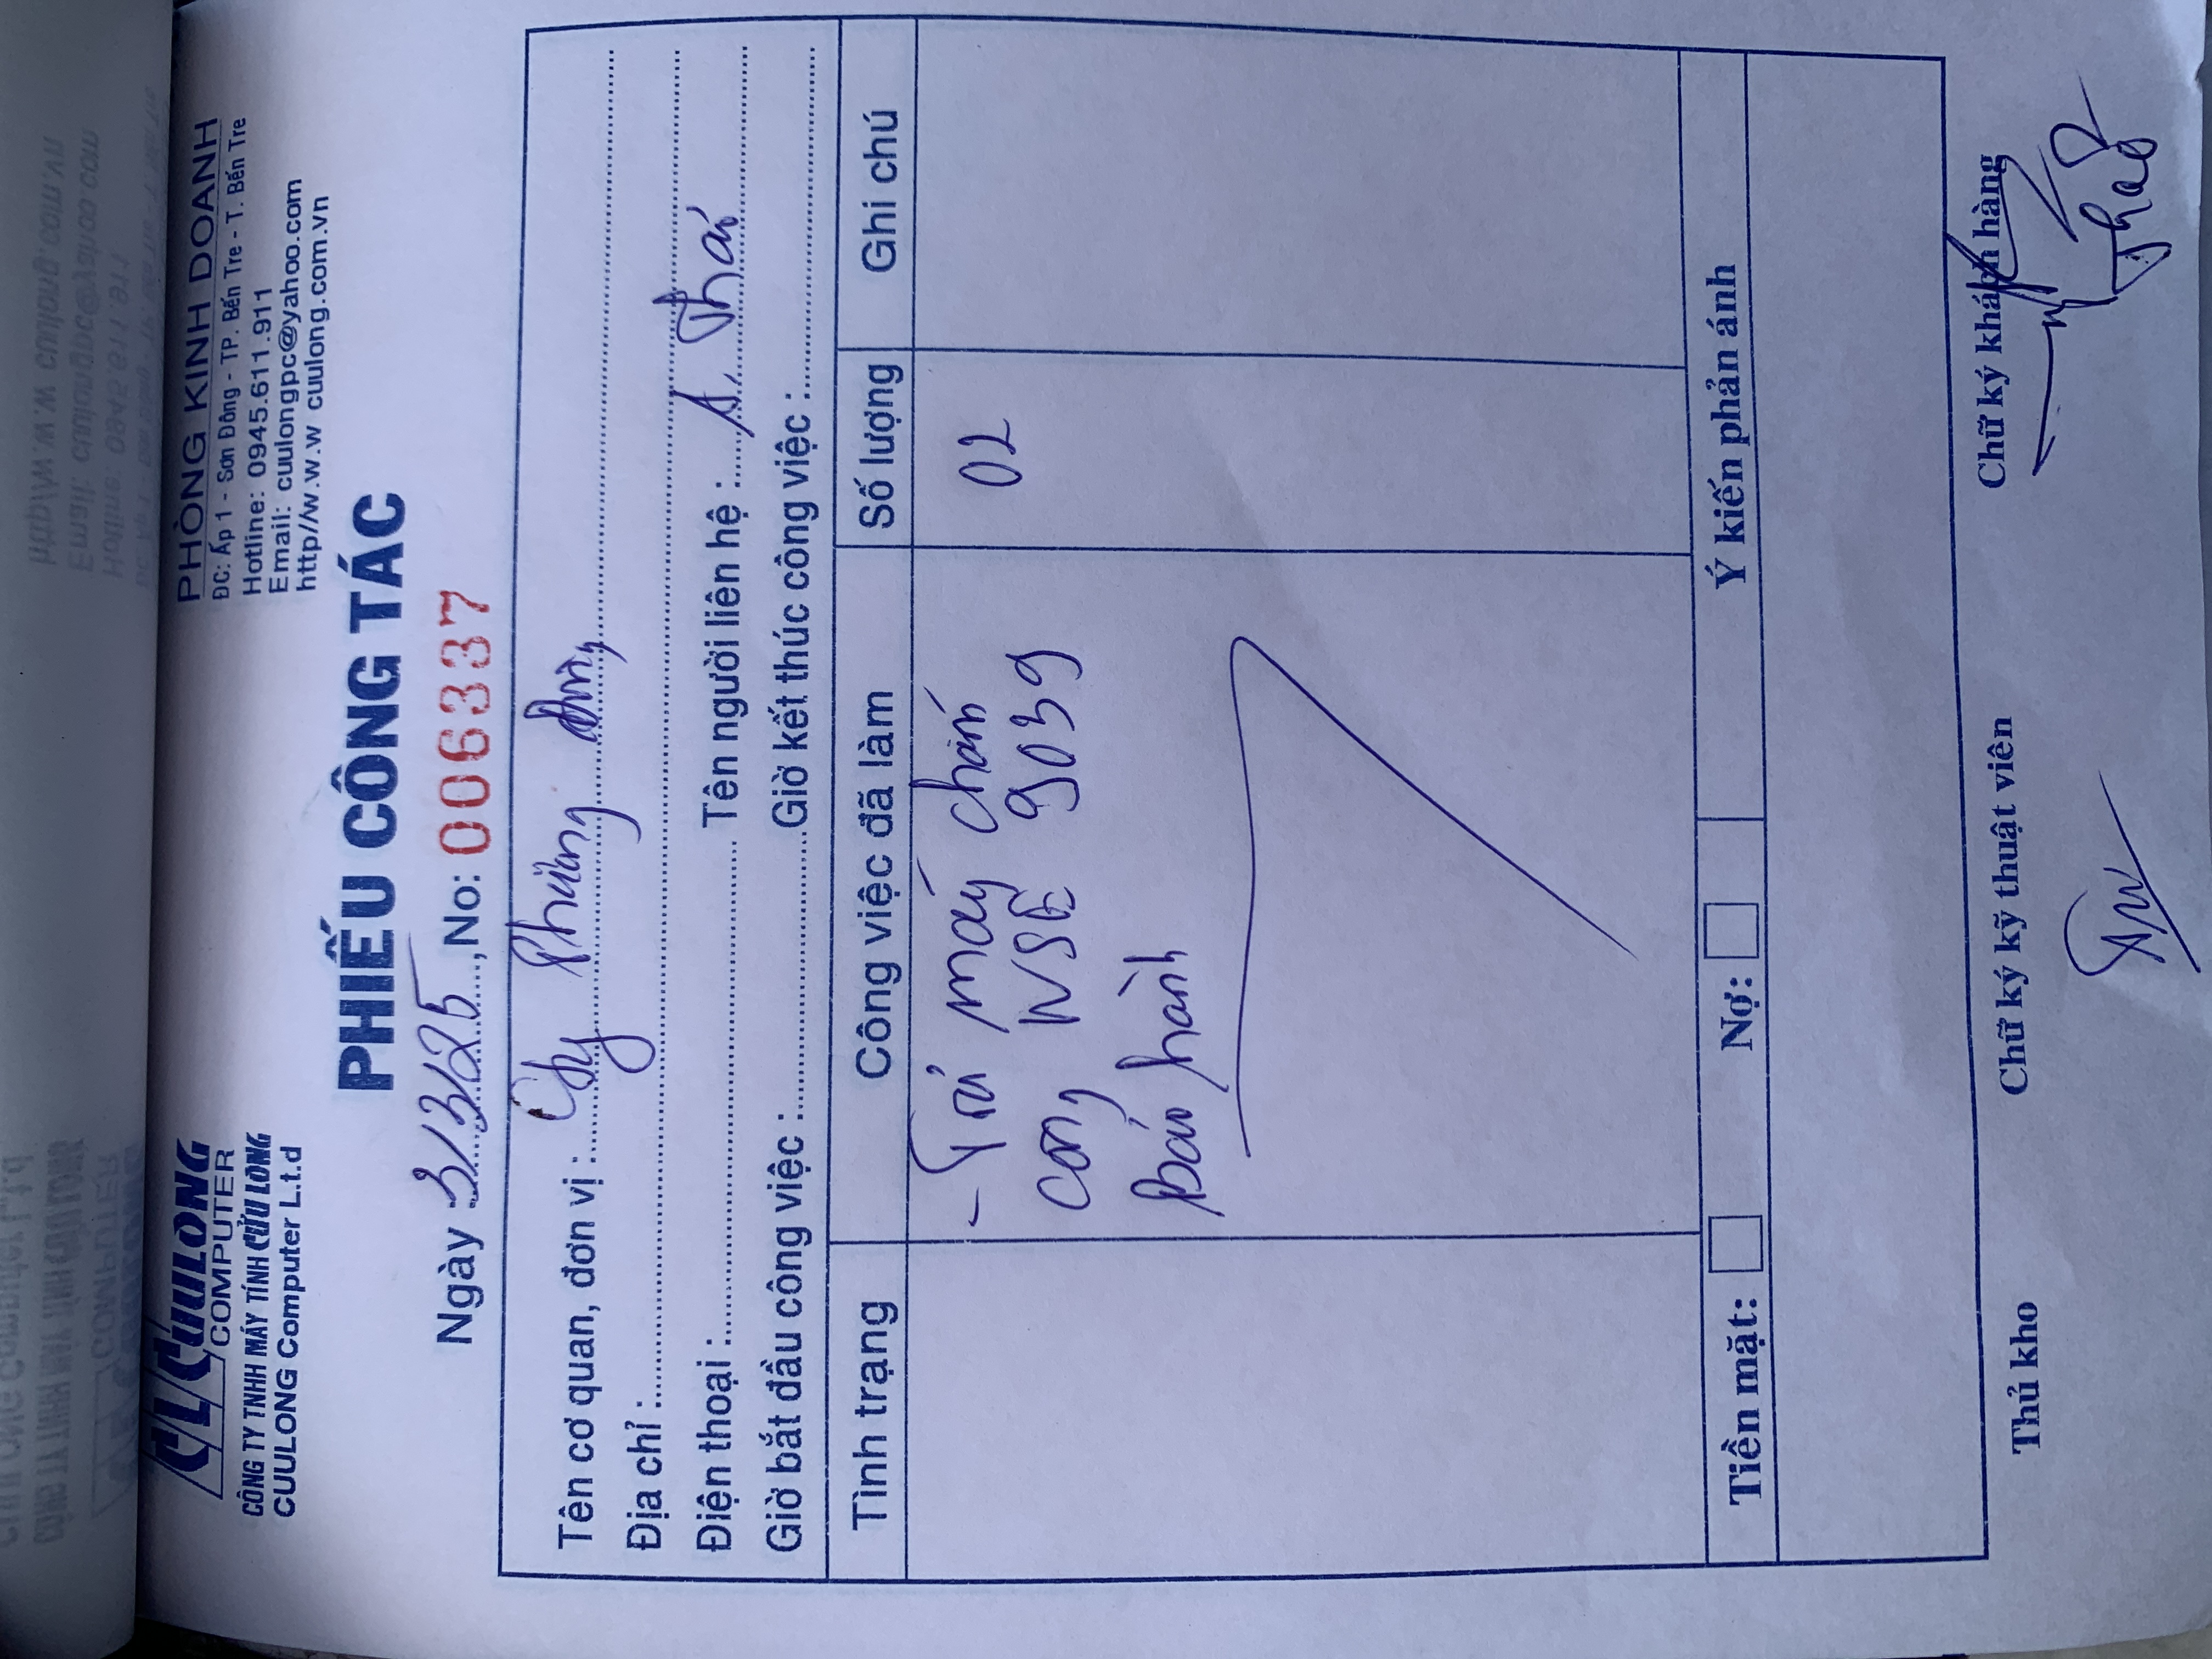 CL CUULONG
COMPUTER
CÔNG TY TNHH MÁY TÍNH CỬU LONG
CUULONG Computer L.t.d
PHÒNG KINH DOANH
ĐC: Ấp 1 - Sơn Đông - TP. Bến Tre - T. Bến Tre
Hotline: 0945.611.911
Email: cuulongpc@yahoo.com
http//w.w.w cuulong.com.vn
PHIẾU CÔNG TÁC
Ngày 3/3/25, No: 006337
Tên cơ quan, đơn vị : Cty Phương Đông
Địa chỉ :
Điện thoại : Tên người liên hệ : A. Thái
Giờ bắt đầu công việc : Giờ kết thúc công việc :
Tình trạng Công việc đã làm Số lượng Ghi chú
- Trả máy chấm 02
công WSE 9039
bảo hành
Tiền mặt: Nợ: Ý kiến phản ánh
Thủ kho Chữ ký kỹ thuật viên Chữ ký khách hàng